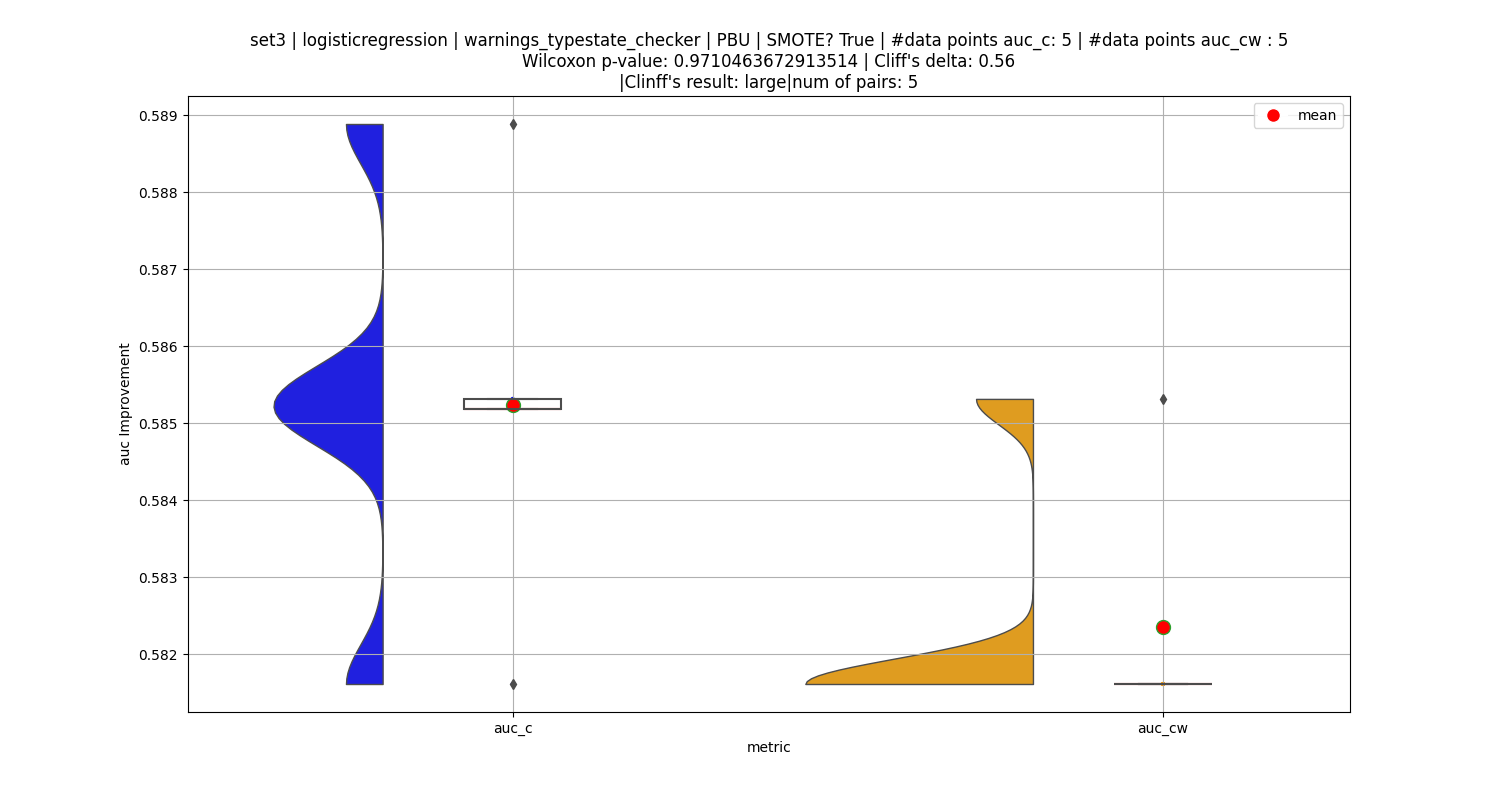 set3 | logisticregression | warnings_typestate_checker | PBU | SMOTE? True | #data points auc_c: 5 | #data points auc_cw : 5
Wilcoxon p-value: 0.9710463672913514 | Cliff's delta: 0.56
|Clinff's result: large|num of pairs: 5
mean
0.589
0.588
0.587
0.586
0.585
0.584
0.583
0.582
auc Improvement
auc_c
auc_cw
metric